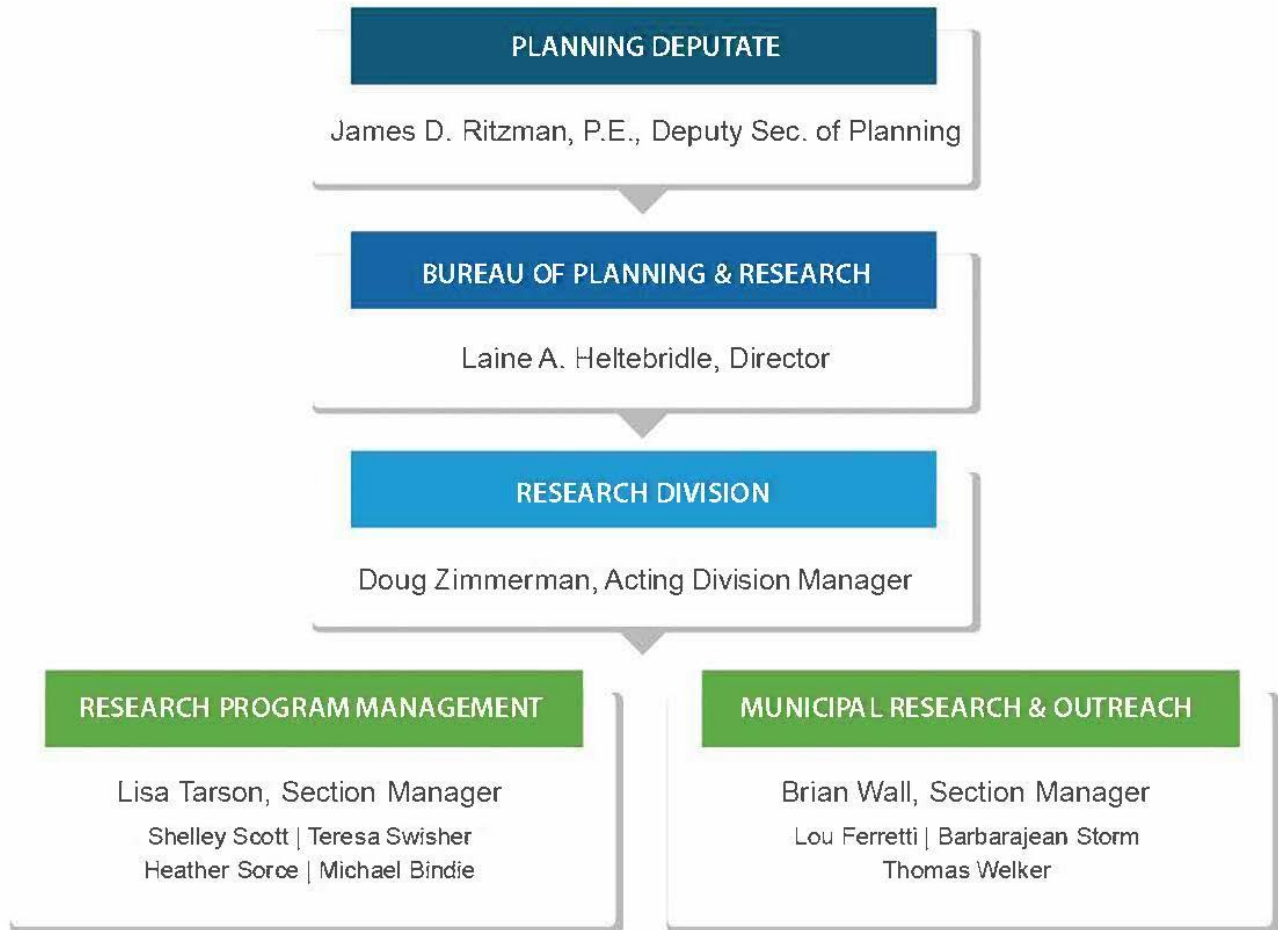 PLANNING DEPUTATE
James D. Ritzman, P.E., Deputy Sec. of Planning
BUREAU OF PLANNING & RESEARCH
Laine A. Heltebridle, Director
RESEARCH DIVISION
Doug Zimmerman, Acting Division Manager
RESEARCH PROGRAM MANAGEMENT
Lisa Tarson, Section Manager
Shelley Scott | Teresa Swisher
Heather Sorce | Michael Bindie
MUNICIPAL RESEARCH & OUTREACH
Brian Wall, Section Manager
Lou Ferretti | Barbarajean Storm
Thomas Welker